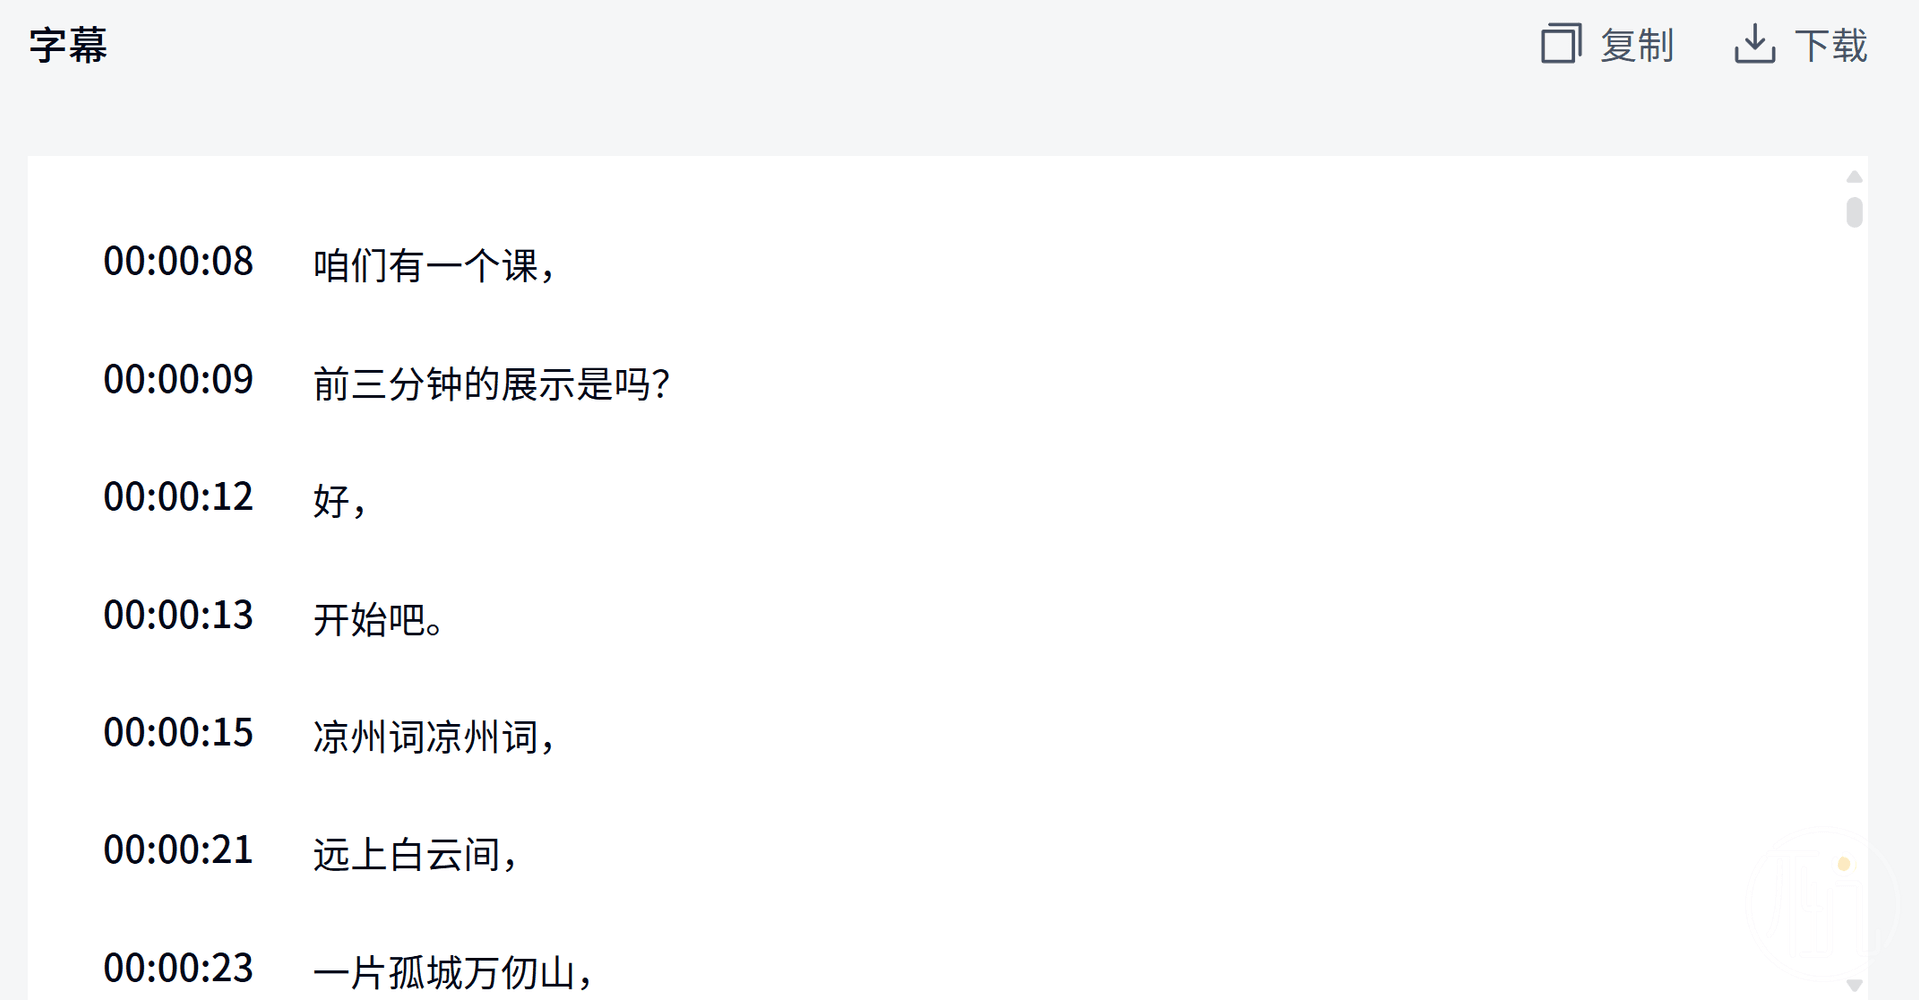 字幕
复制
下载
00:00:08 咱们有一个课，
00:00:09 前三分钟的展示是吗？
00:00:12 好，
00:00:13 开始吧。
00:00:15 凉州词凉州词，
00:00:21 远上白云间，
00:00:23 一片孤城万仞山，